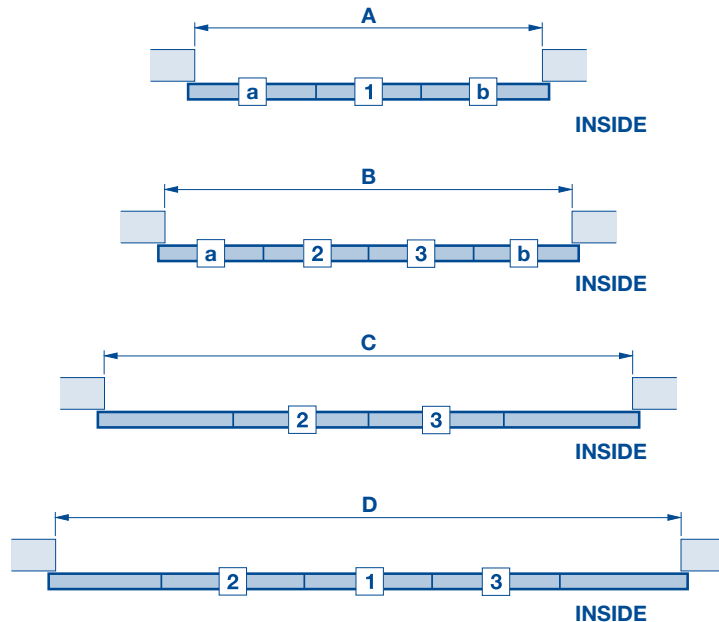 A
a 1 b
INSIDE
B
a 2 3 b
INSIDE
C
2 3
INSIDE
D
2 1 3
INSIDE